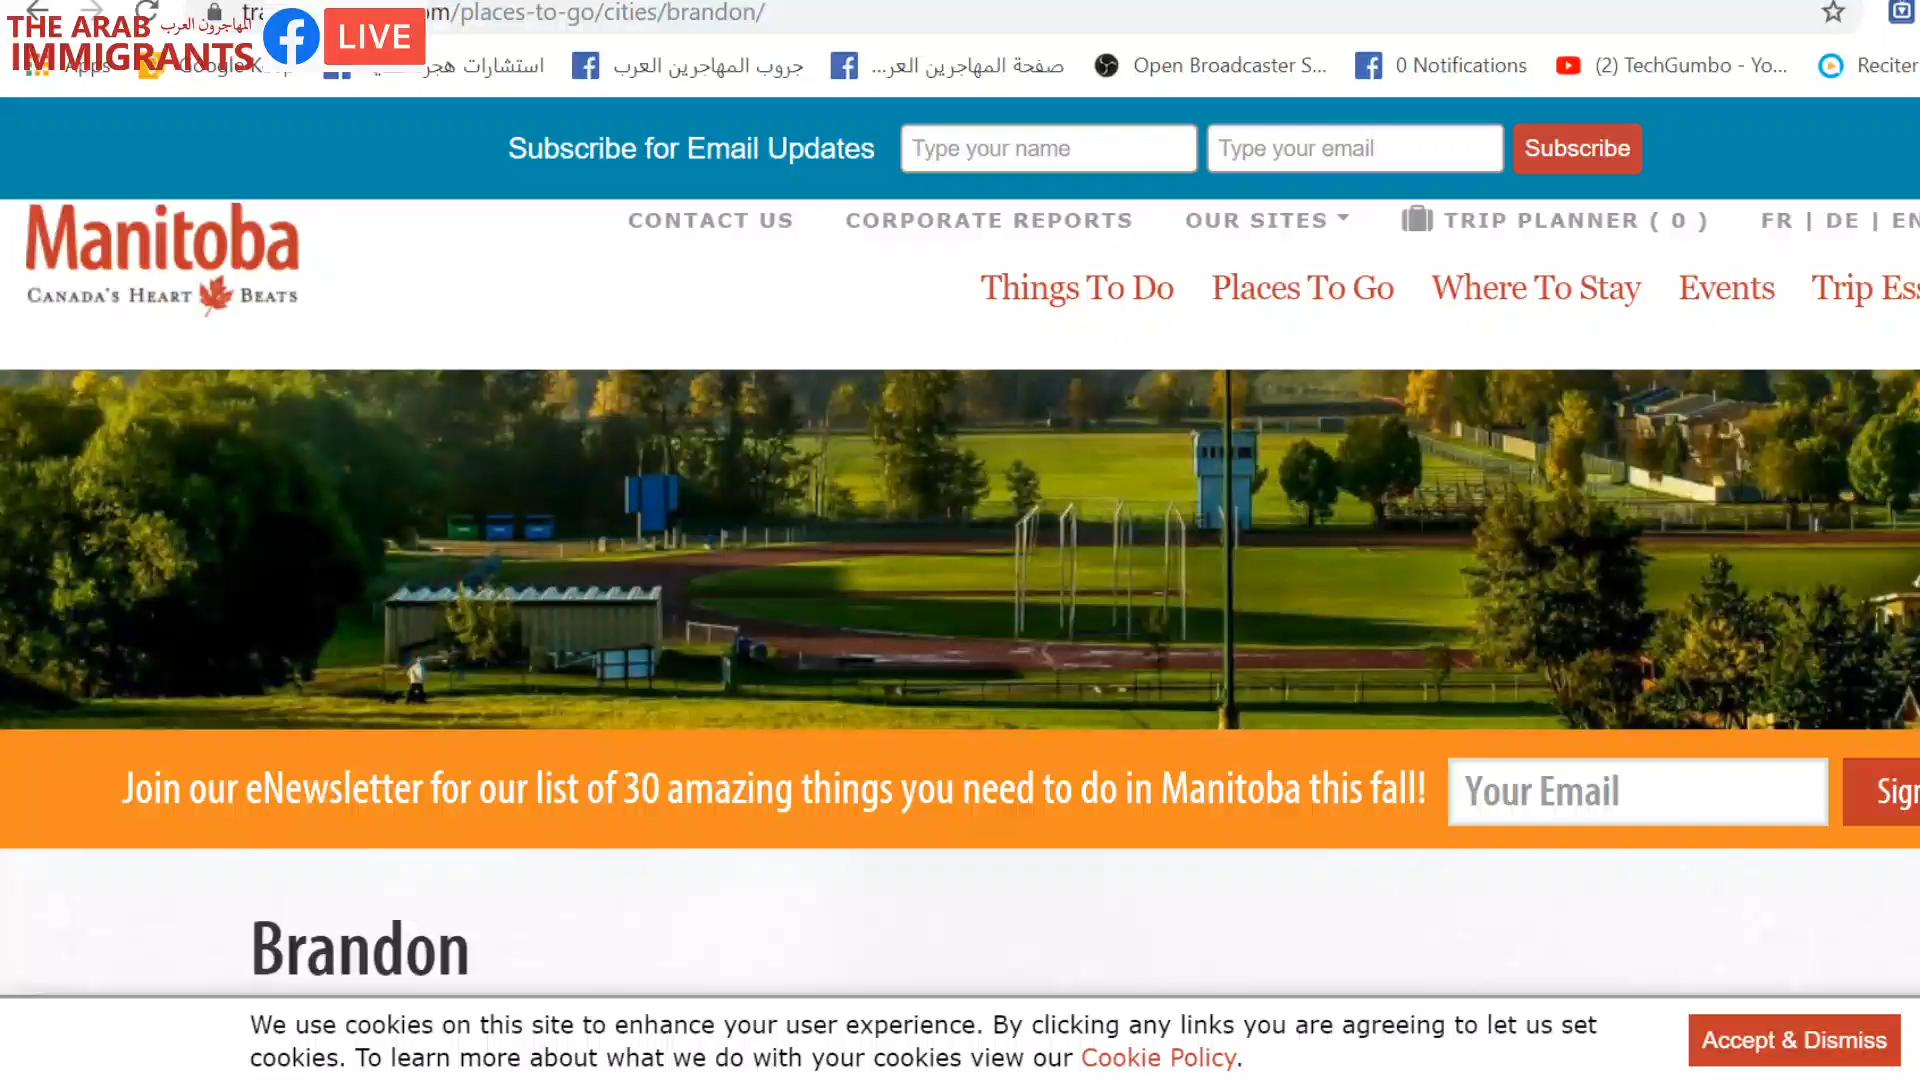 THE ARAB المهاجرون العرب
IMMIGRANTS
LIVE
om/places-to-go/cities/brandon/
Apps
استشارات هجر
جروب المهاجرين العرب
صفحة المهاجرين العر...
Open Broadcaster S...
0 Notifications
(2) TechGumbo - Yo...
Reciter
Subscribe for Email Updates
Type your name
Type your email
Subscribe
Manitoba
CANADA'S HEART BEATS
CONTACT US
CORPORATE REPORTS
OUR SITES
TRIP PLANNER ( 0 )
FR | DE | EN
Things To Do
Places To Go
Where To Stay
Events
Trip Ess
Join our eNewsletter for our list of 30 amazing things you need to do in Manitoba this fall!
Your Email
Sign
Brandon
We use cookies on this site to enhance your user experience. By clicking any links you are agreeing to let us set
cookies. To learn more about what we do with your cookies view our Cookie Policy.
Accept & Dismiss